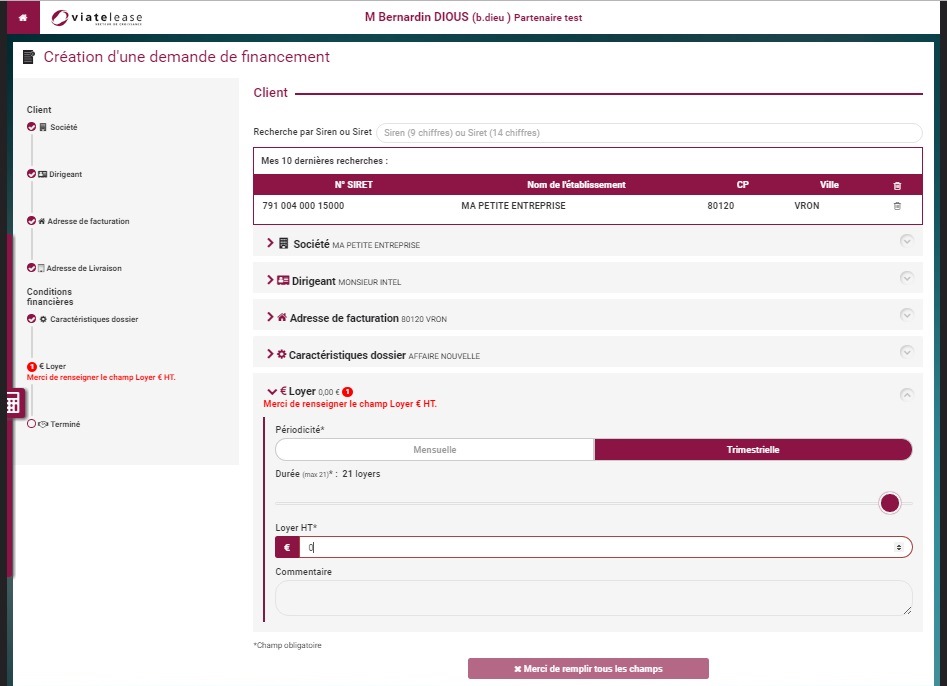 viatelease
M Bernardin DIOUS (b.dieu ) Partenaire test
Création d'une demande de financement
Client
Société
Dirigeant
Adresse de facturation
Adresse de Livraison
Conditions
financières
Caractéristiques dossier
1 € Loyer
Merci de renseigner le champ Loyer € HT.
Terminé
Client
Recherche par Siren ou Siret Siren (9 chiffres) ou Siret (14 chiffres)
Mes 10 dernières recherches :
N° SIRET Nom de l'établissement CP Ville
791 004 000 15000 MA PETITE ENTREPRISE 80120 VRON
Société MA PETITE ENTREPRISE
Dirigeant MONSIEUR INTEL
Adresse de facturation 80120 VRON
Caractéristiques dossier AFFAIRE NOUVELLE
€ Loyer 0,00 € 1
Merci de renseigner le champ Loyer € HT.
Périodicité*
Mensuelle Trimestrielle
Durée (max 21)* : 21 loyers
Loyer HT*
€ 0
Commentaire
*Champ obligatoire
✖ Merci de remplir tous les champs